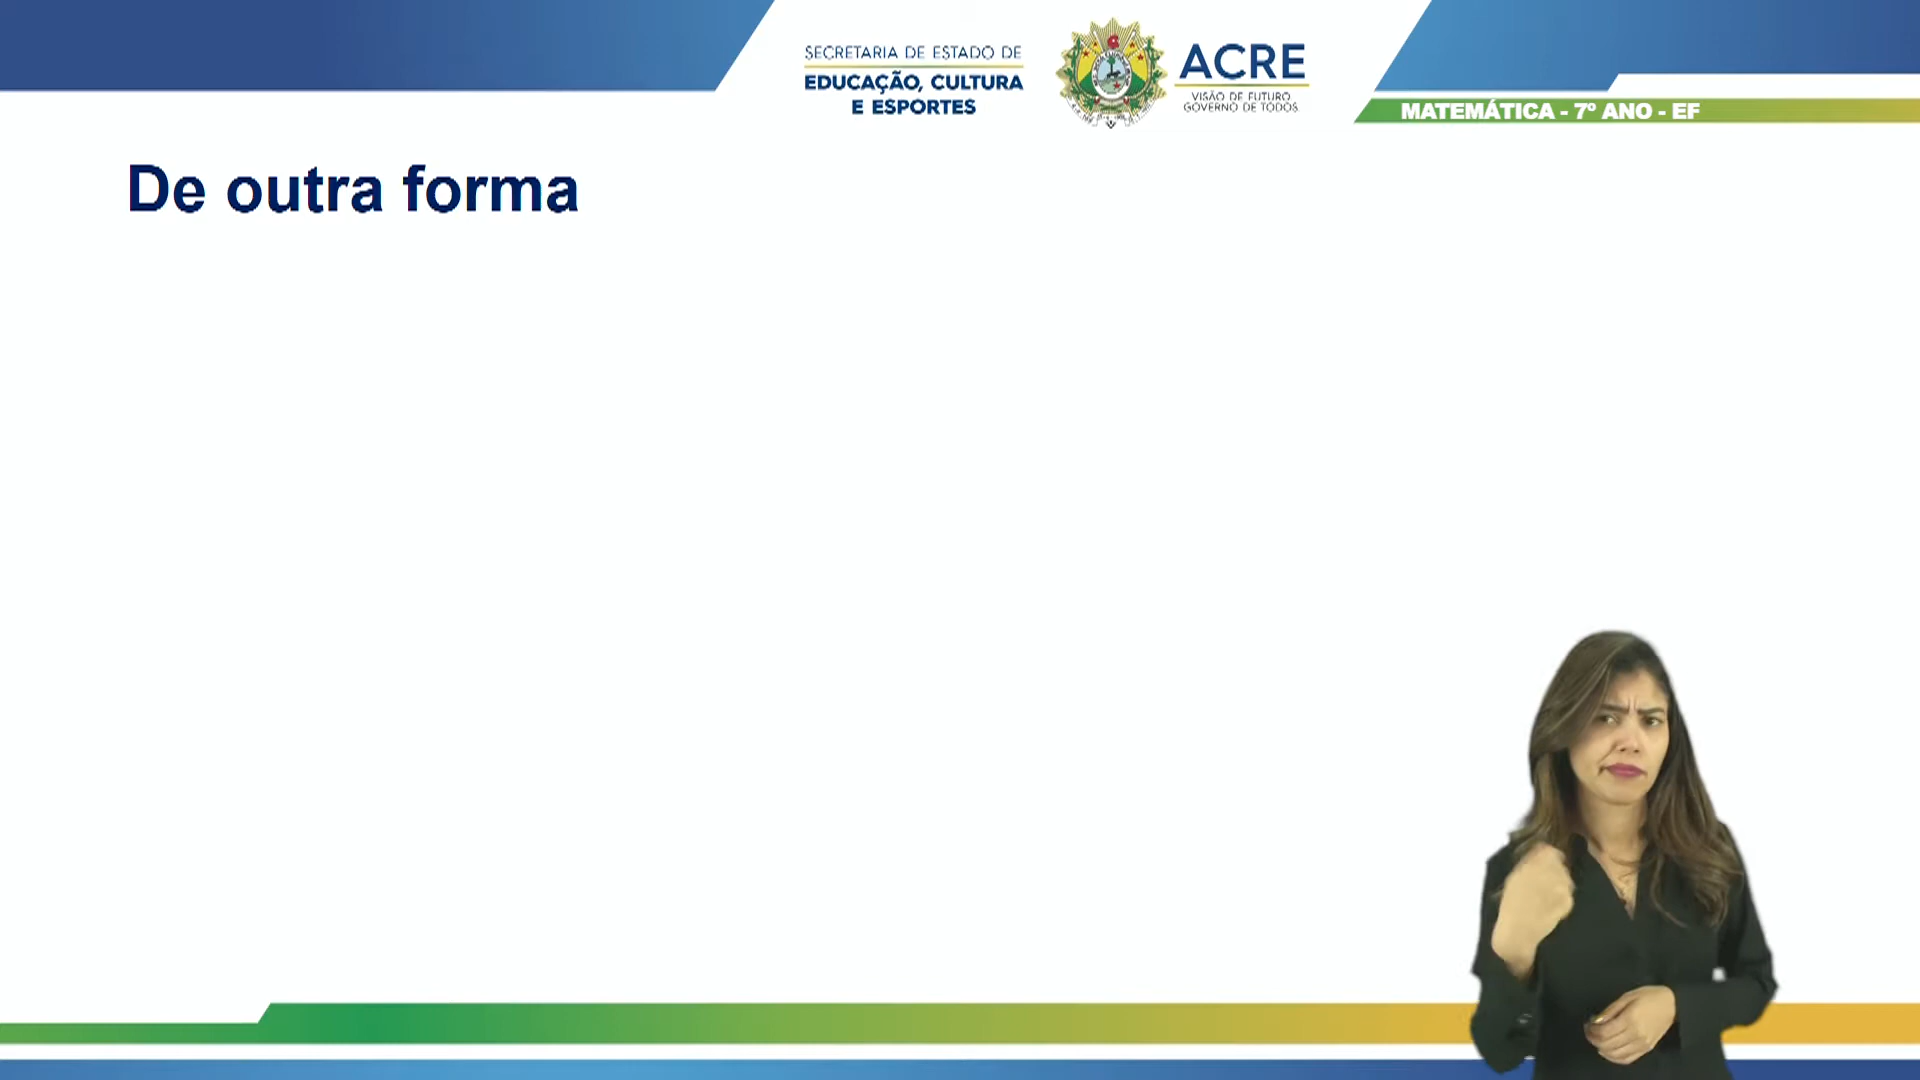 SECRETARIA DE ESTADO DE
EDUCAÇÃO, CULTURA
E ESPORTES
ACRE
VISÃO DE FUTURO
GOVERNO DE TODOS
MATEMÁTICA - 7º ANO - EF
De outra forma